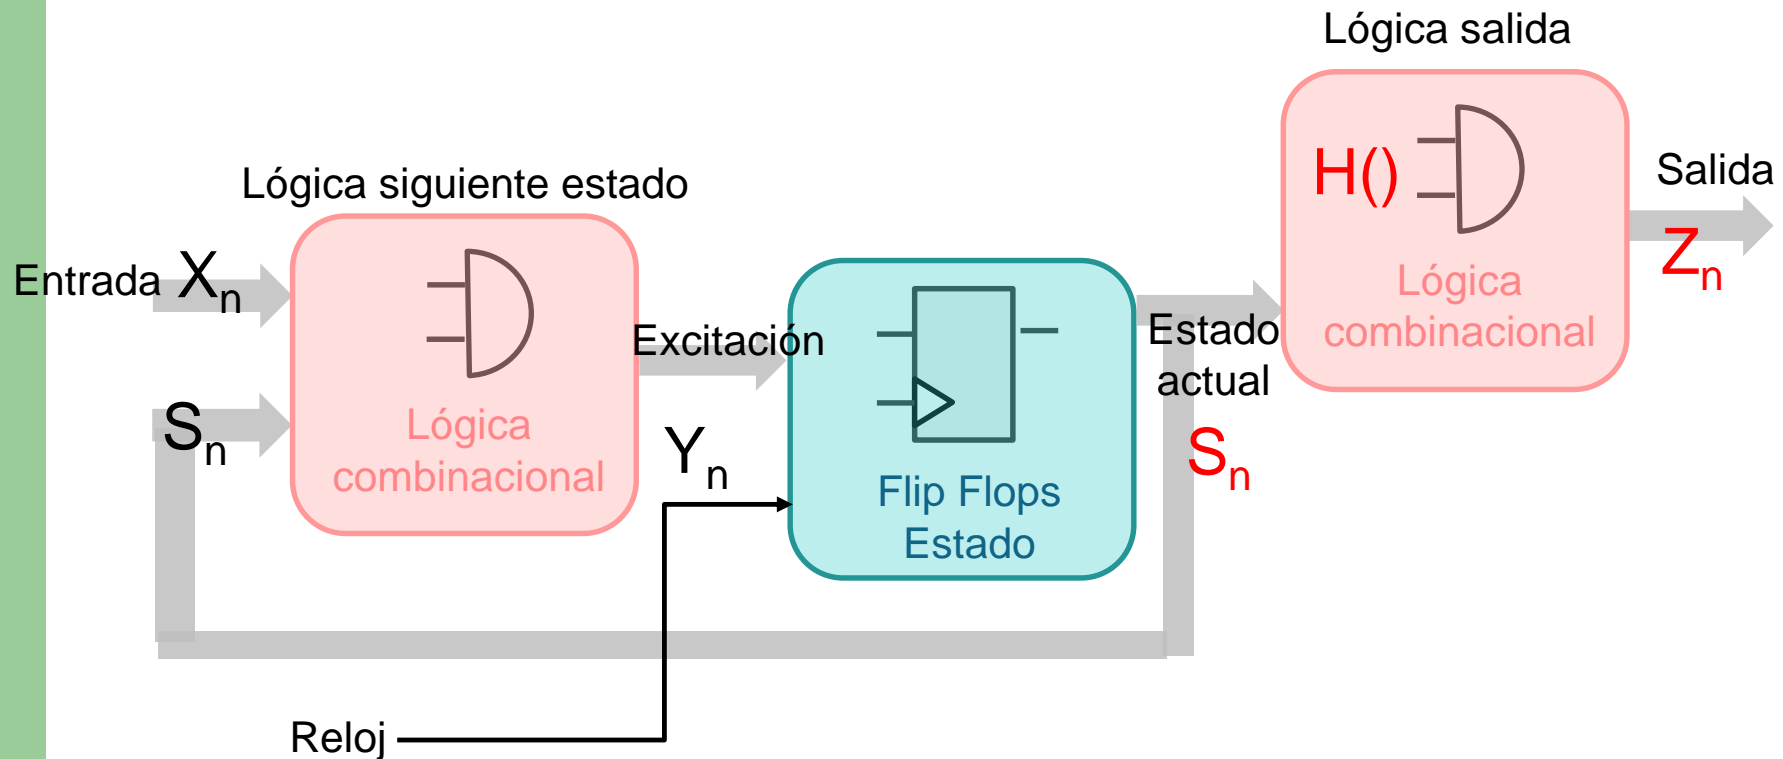 Lógica salida
H()
Lógica
combinacional
Salida
Zₙ
Lógica siguiente estado
Entrada Xₙ
Sₙ
Lógica
combinacional
Excitación
Yₙ
Flip Flops
Estado
Estado
actual
Sₙ
Reloj